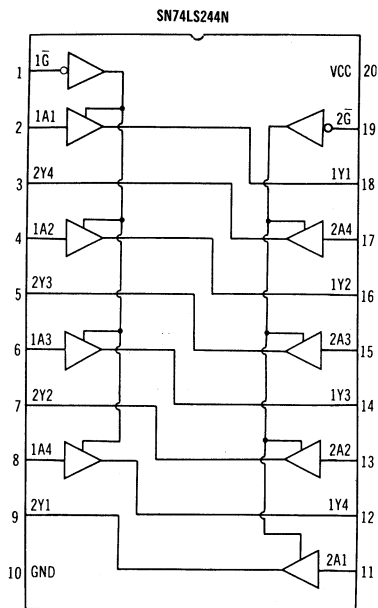 SN74LS244N
1 1G̅ VCC 20
2 1A1 2G̅ 19
3 2Y4 1Y1 18
4 1A2 2A4 17
5 2Y3 1Y2 16
6 1A3 2A3 15
7 2Y2 1Y3 14
8 1A4 2A2 13
9 2Y1 1Y4 12
10 GND 2A1 11